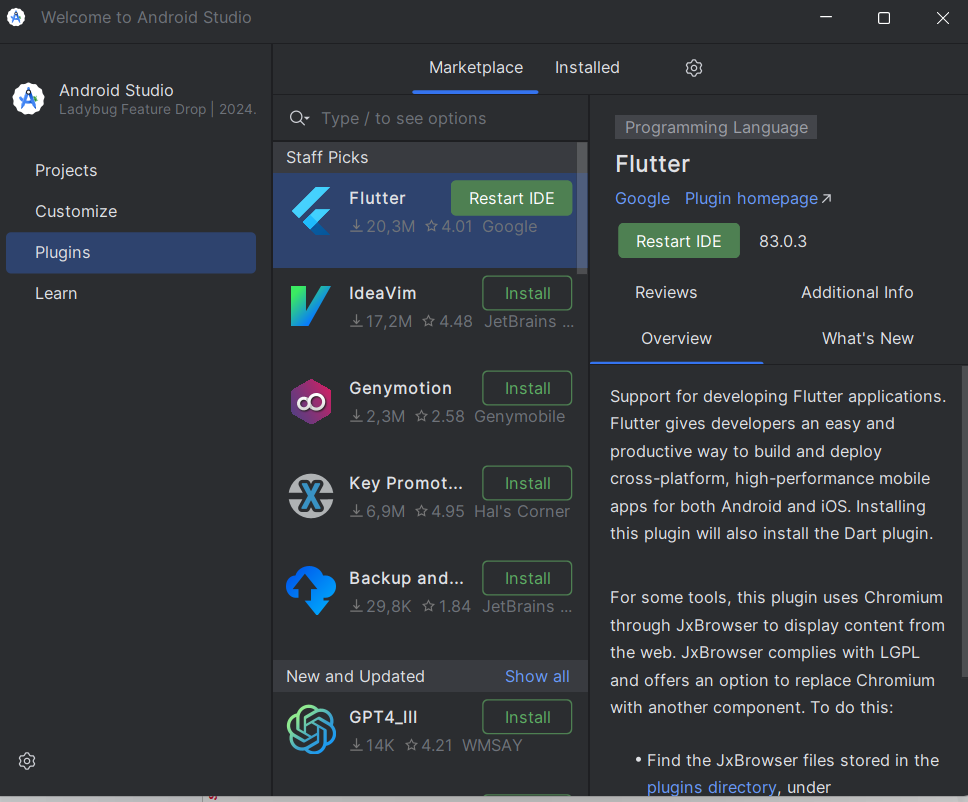 Welcome to Android Studio
Android Studio
Ladybug Feature Drop | 2024.
Projects
Customize
Plugins
Learn
Marketplace
Installed
Type / to see options
Staff Picks
Flutter
Restart IDE
20,3M 4.01 Google
IdeaVim
Install
17,2M 4.48 JetBrains ...
Genymotion
Install
2,3M 2.58 Genymobile
Key Promot...
Install
6,9M 4.95 Hal's Corner
Backup and...
Install
29,8K 1.84 JetBrains ...
New and Updated
Show all
GPT4_lll
Install
14K 4.21 WMSAY
Programming Language
Flutter
Google Plugin homepage
Restart IDE
83.0.3
Reviews
Additional Info
Overview
What's New
Support for developing Flutter applications.
Flutter gives developers an easy and
productive way to build and deploy
cross-platform, high-performance mobile
apps for both Android and iOS. Installing
this plugin will also install the Dart plugin.
For some tools, this plugin uses Chromium
through JxBrowser to display content from
the web. JxBrowser complies with LGPL
and offers an option to replace Chromium
with another component. To do this:
• Find the JxBrowser files stored in the
plugins directory, under